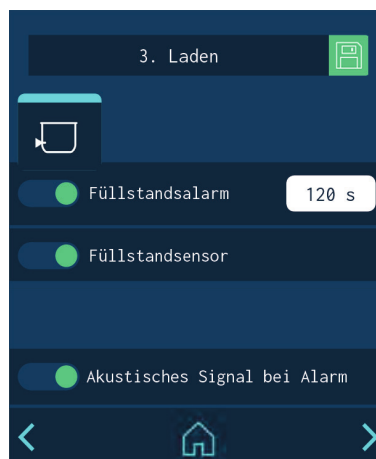 3. Laden
Füllstandsalarm 120 s
Füllstandsensor
Akustisches Signal bei Alarm